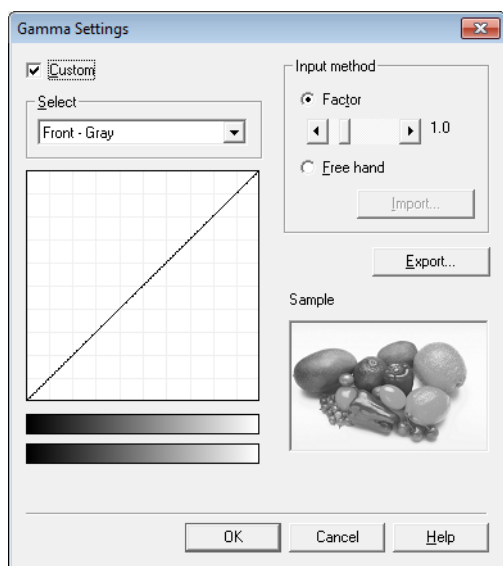 Gamma Settings
Custom
Select
Front - Gray
Input method
Factor
1.0
Free hand
Import...
Export...
Sample
OK
Cancel
Help